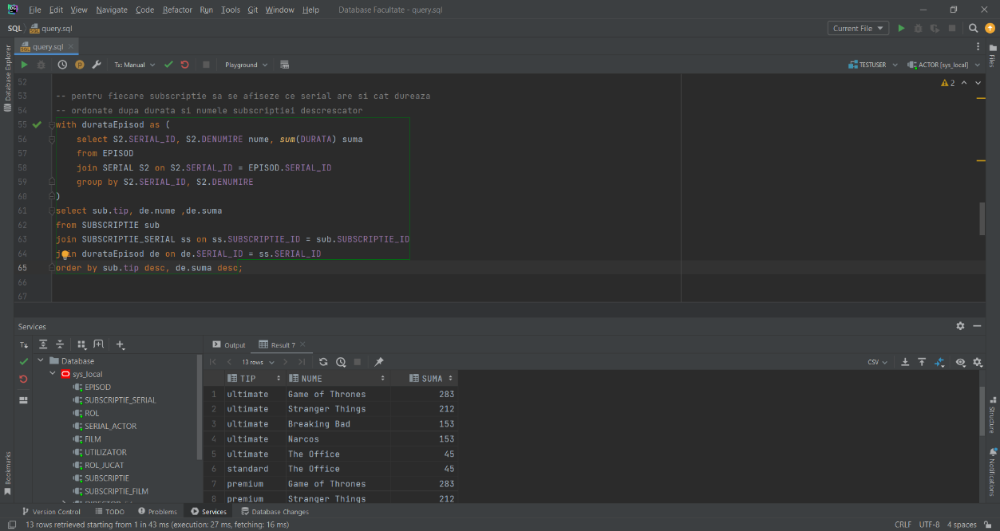 File Edit View Navigate Code Refactor Run Tools Git Window Help Database Facultate - query.sql
SQL query.sql Current File
query.sql
Tx: Manual Playground TESTUSER ACTOR [sys_local]
Database Explorer
Files
2
52
53 -- pentru fiecare subscriptie sa se afiseze ce serial are si cat dureaza
54 -- ordonate dupa durata si numele subscriptiei descrescator
55 with durataEpisod as (
56 select S2.SERIAL_ID, S2.DENUMIRE nume, sum(DURATA) suma
57 from EPISOD
58 join SERIAL S2 on S2.SERIAL_ID = EPISOD.SERIAL_ID
59 group by S2.SERIAL_ID, S2.DENUMIRE
60 )
61 select sub.tip, de.nume ,de.suma
62 from SUBSCRIPTIE sub
63 join SUBSCRIPTIE_SERIAL ss on ss.SUBSCRIPTIE_ID = sub.SUBSCRIPTIE_ID
64 join durataEpisod de on de.SERIAL_ID = ss.SERIAL_ID
65 order by sub.tip desc, de.suma desc;
66
67
Services
Tx
Output Result 7
13 rows CSV
Database
sys_local
EPISOD
SUBSCRIPTIE_SERIAL
ROL
SERIAL_ACTOR
FILM
UTILIZATOR
ROL_JUCAT
SUBSCRIPTIE
SUBSCRIPTIE_FILM
TIP NUME SUMA
1 ultimate Game of Thrones 283
2 ultimate Stranger Things 212
3 ultimate Breaking Bad 153
4 ultimate Narcos 153
5 ultimate The Office 45
6 standard The Office 45
7 premium Game of Thrones 283
8 premium Stranger Things 212
Bookmarks
Structure
Notifications
Version Control TODO Problems Services Database Changes
13 rows retrieved starting from 1 in 43 ms (execution: 27 ms, fetching: 16 ms) CRLF UTF-8 4 spaces